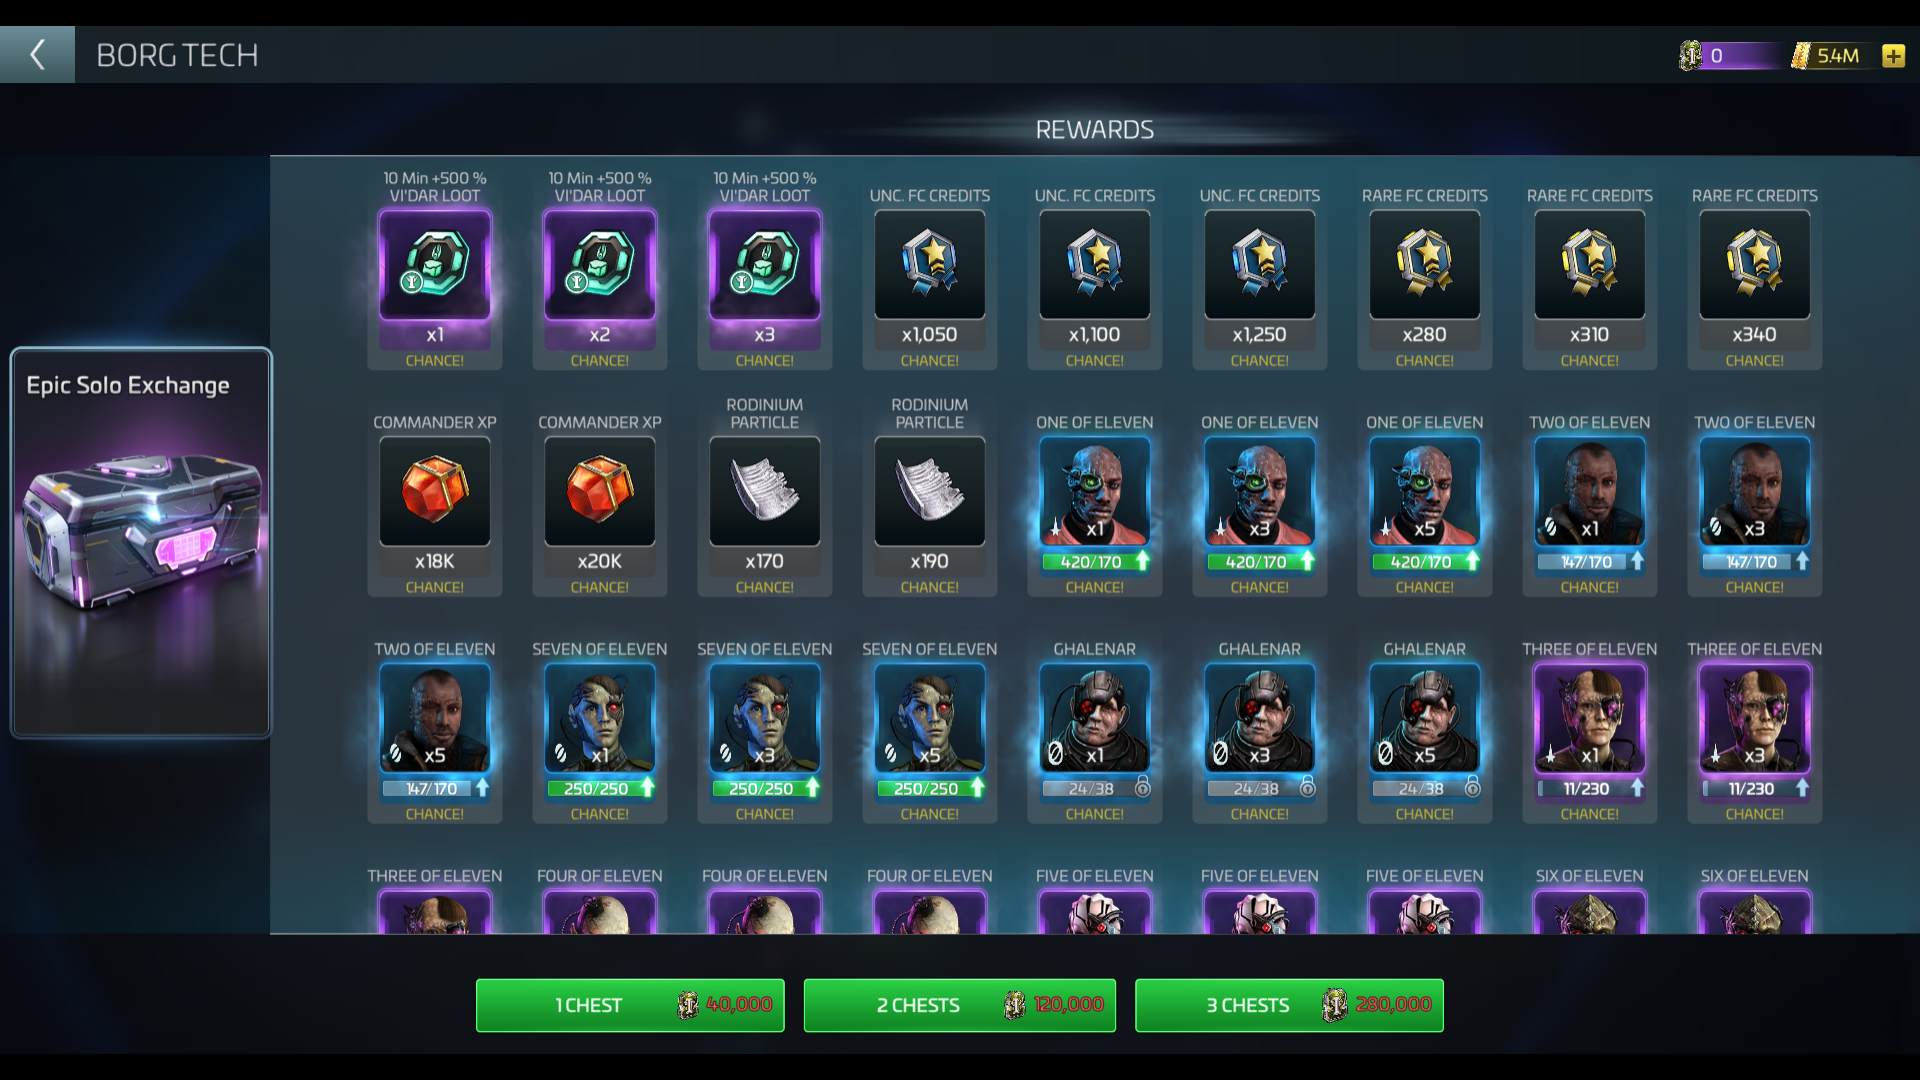 BORG TECH
0
5.4M
REWARDS
Epic Solo Exchange
10 Min +500 %
VI'DAR LOOT
x1
CHANCE!
10 Min +500 %
VI'DAR LOOT
x2
CHANCE!
10 Min +500 %
VI'DAR LOOT
x3
CHANCE!
UNC. FC CREDITS
x1,050
CHANCE!
UNC. FC CREDITS
x1,100
CHANCE!
UNC. FC CREDITS
x1,250
CHANCE!
RARE FC CREDITS
x280
CHANCE!
RARE FC CREDITS
x310
CHANCE!
RARE FC CREDITS
x340
CHANCE!
COMMANDER XP
x18K
CHANCE!
COMMANDER XP
x20K
CHANCE!
RODINIUM
PARTICLE
x170
CHANCE!
RODINIUM
PARTICLE
x190
CHANCE!
ONE OF ELEVEN
x1
420/170
CHANCE!
ONE OF ELEVEN
x3
420/170
CHANCE!
ONE OF ELEVEN
x5
420/170
CHANCE!
TWO OF ELEVEN
x1
147/170
CHANCE!
TWO OF ELEVEN
x3
147/170
CHANCE!
TWO OF ELEVEN
x5
147/170
CHANCE!
SEVEN OF ELEVEN
x1
250/250
CHANCE!
SEVEN OF ELEVEN
x3
250/250
CHANCE!
SEVEN OF ELEVEN
x5
250/250
CHANCE!
GHALENAR
x1
24/38
CHANCE!
GHALENAR
x3
24/38
CHANCE!
GHALENAR
x5
24/38
CHANCE!
THREE OF ELEVEN
x1
11/230
CHANCE!
THREE OF ELEVEN
x3
11/230
CHANCE!
THREE OF ELEVEN
FOUR OF ELEVEN
FOUR OF ELEVEN
FOUR OF ELEVEN
FIVE OF ELEVEN
FIVE OF ELEVEN
FIVE OF ELEVEN
SIX OF ELEVEN
SIX OF ELEVEN
1 CHEST 40,000
2 CHESTS 120,000
3 CHESTS 280,000